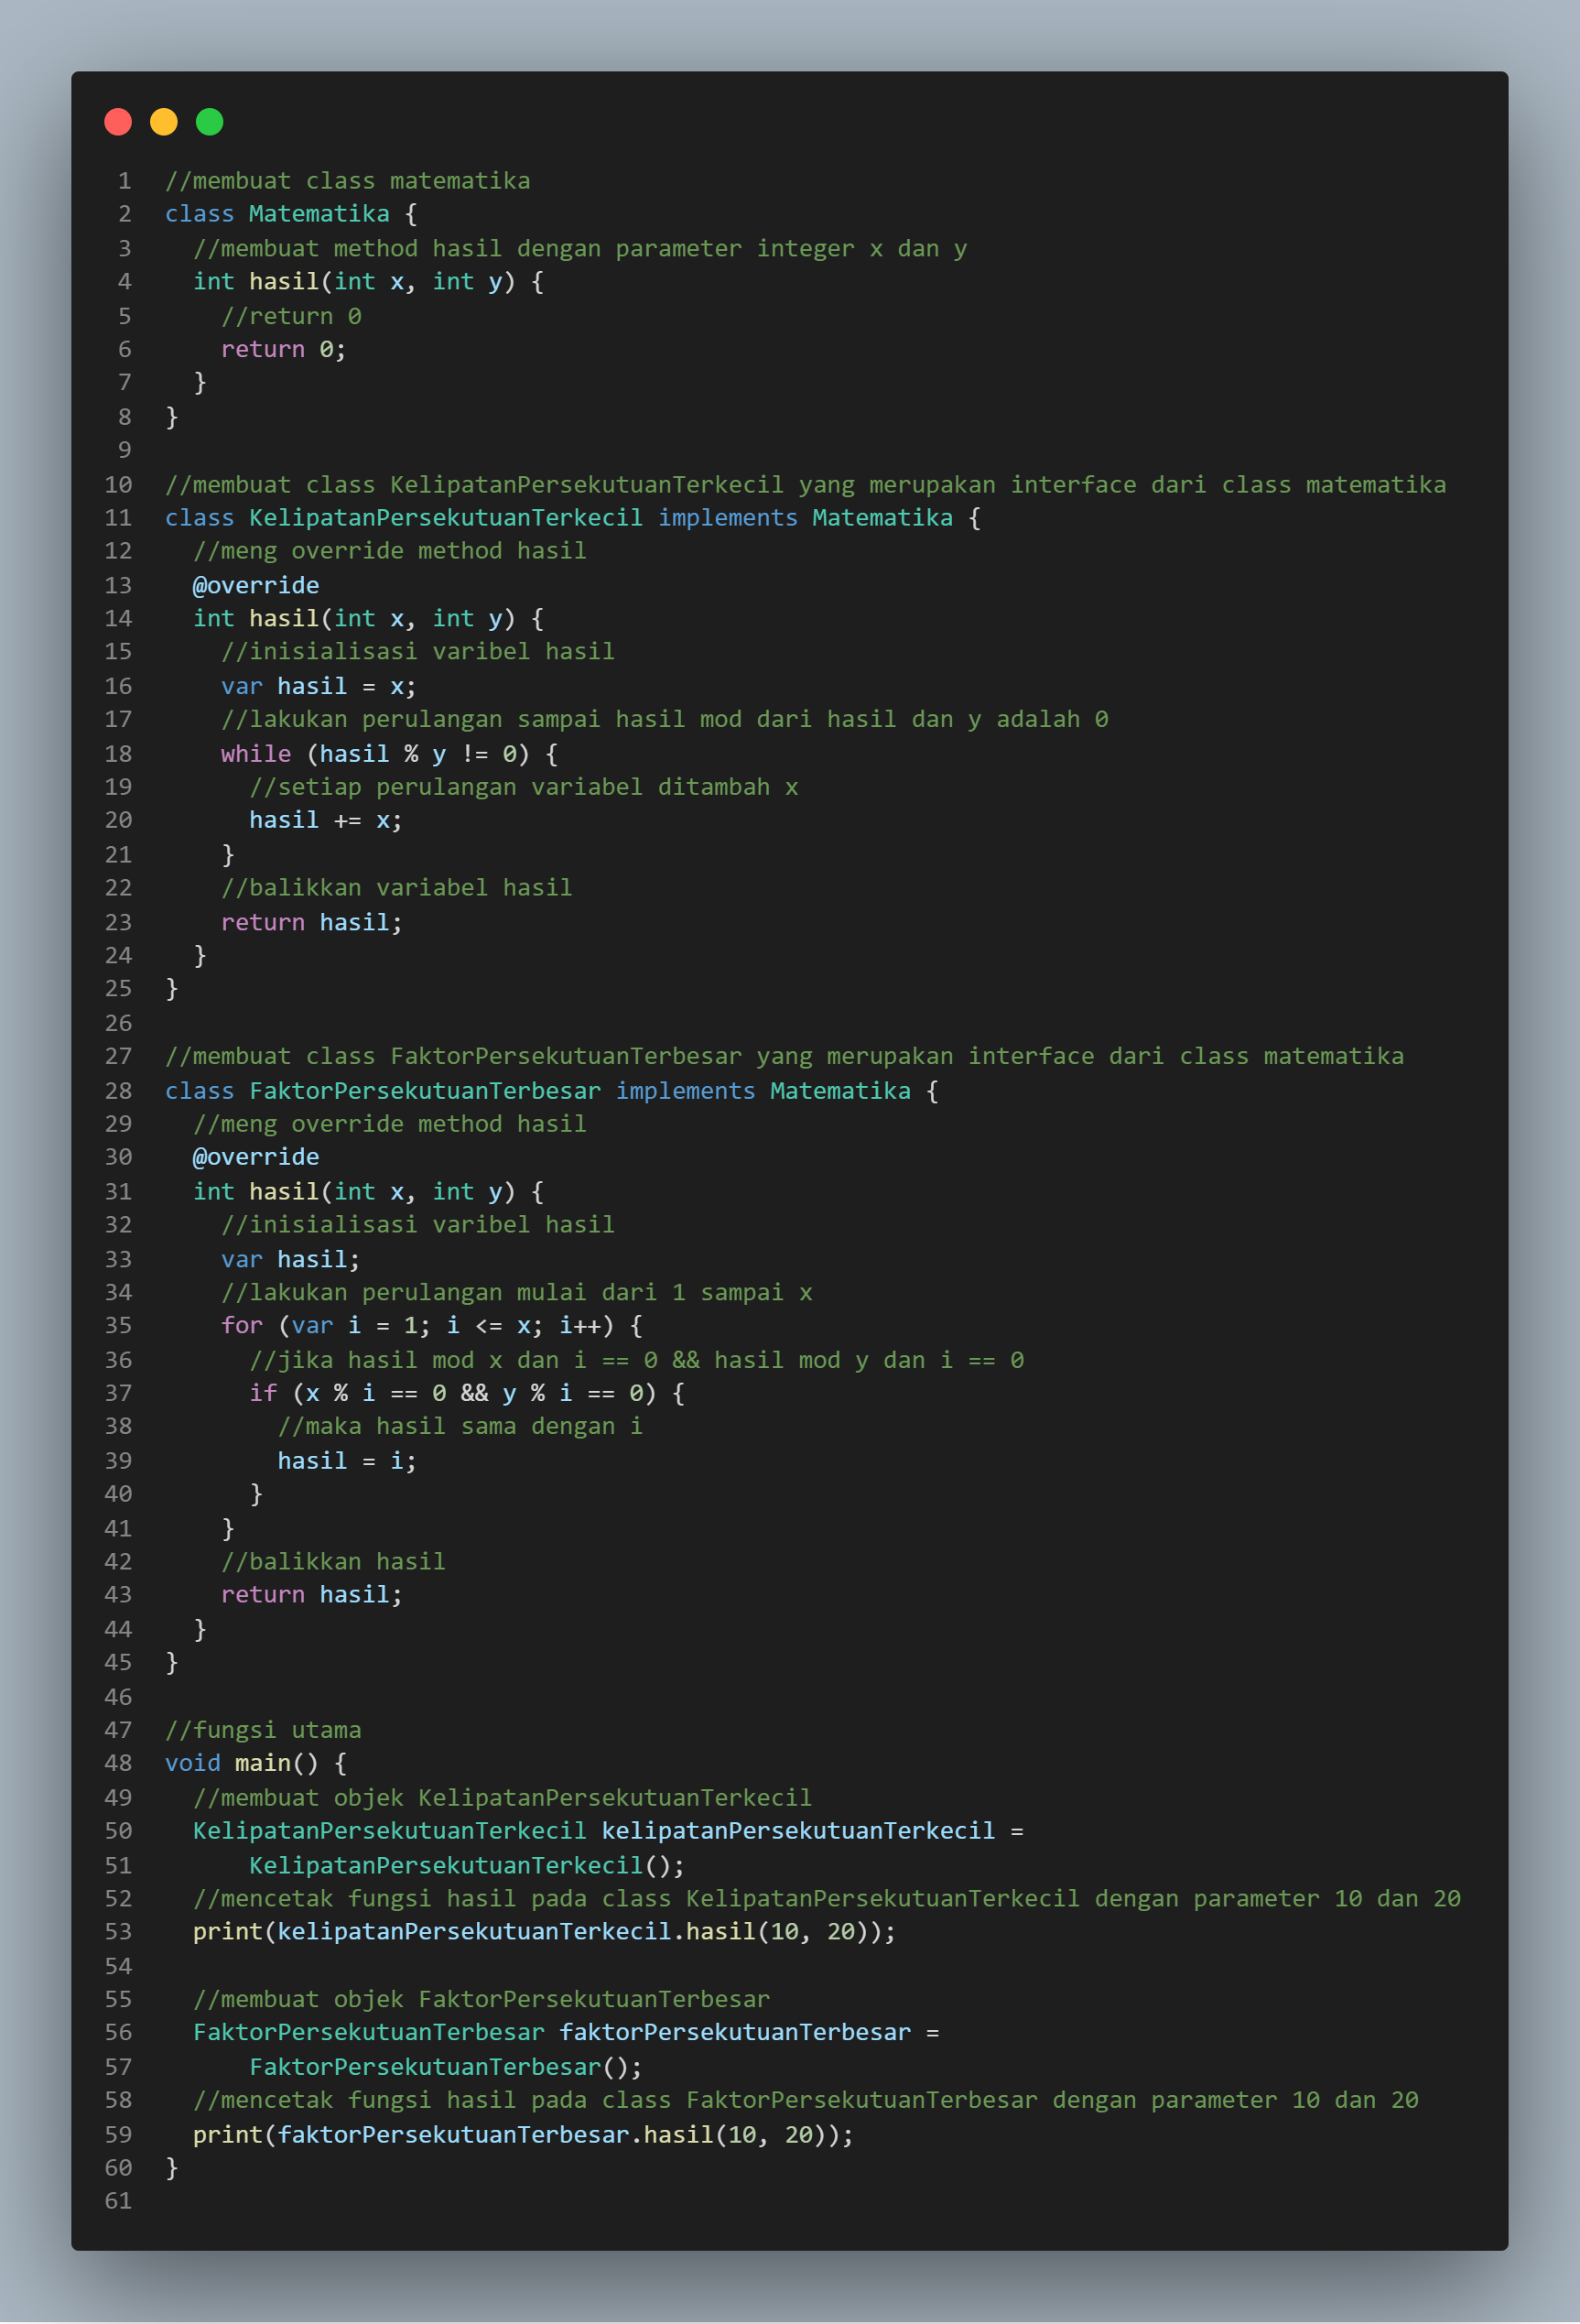 1 //membuat class matematika
2 class Matematika {
3   //membuat method hasil dengan parameter integer x dan y
4   int hasil(int x, int y) {
5     //return 0
6     return 0;
7   }
8 }
9
10 //membuat class KelipatanPersekutuanTerkecil yang merupakan interface dari class matematika
11 class KelipatanPersekutuanTerkecil implements Matematika {
12   //meng override method hasil
13   @override
14   int hasil(int x, int y) {
15     //inisialisasi varibel hasil
16     var hasil = x;
17     //lakukan perulangan sampai hasil mod dari hasil dan y adalah 0
18     while (hasil % y != 0) {
19       //setiap perulangan variabel ditambah x
20       hasil += x;
21     }
22     //balikkan variabel hasil
23     return hasil;
24   }
25 }
26
27 //membuat class FaktorPersekutuanTerbesar yang merupakan interface dari class matematika
28 class FaktorPersekutuanTerbesar implements Matematika {
29   //meng override method hasil
30   @override
31   int hasil(int x, int y) {
32     //inisialisasi varibel hasil
33     var hasil;
34     //lakukan perulangan mulai dari 1 sampai x
35     for (var i = 1; i <= x; i++) {
36       //jika hasil mod x dan i == 0 && hasil mod y dan i == 0
37       if (x % i == 0 && y % i == 0) {
38         //maka hasil sama dengan i
39         hasil = i;
40       }
41     }
42     //balikkan hasil
43     return hasil;
44   }
45 }
46
47 //fungsi utama
48 void main() {
49   //membuat objek KelipatanPersekutuanTerkecil
50   KelipatanPersekutuanTerkecil kelipatanPersekutuanTerkecil =
51       KelipatanPersekutuanTerkecil();
52   //mencetak fungsi hasil pada class KelipatanPersekutuanTerkecil dengan parameter 10 dan 20
53   print(kelipatanPersekutuanTerkecil.hasil(10, 20));
54
55   //membuat objek FaktorPersekutuanTerbesar
56   FaktorPersekutuanTerbesar faktorPersekutuanTerbesar =
57       FaktorPersekutuanTerbesar();
58   //mencetak fungsi hasil pada class FaktorPersekutuanTerbesar dengan parameter 10 dan 20
59   print(faktorPersekutuanTerbesar.hasil(10, 20));
60 }
61